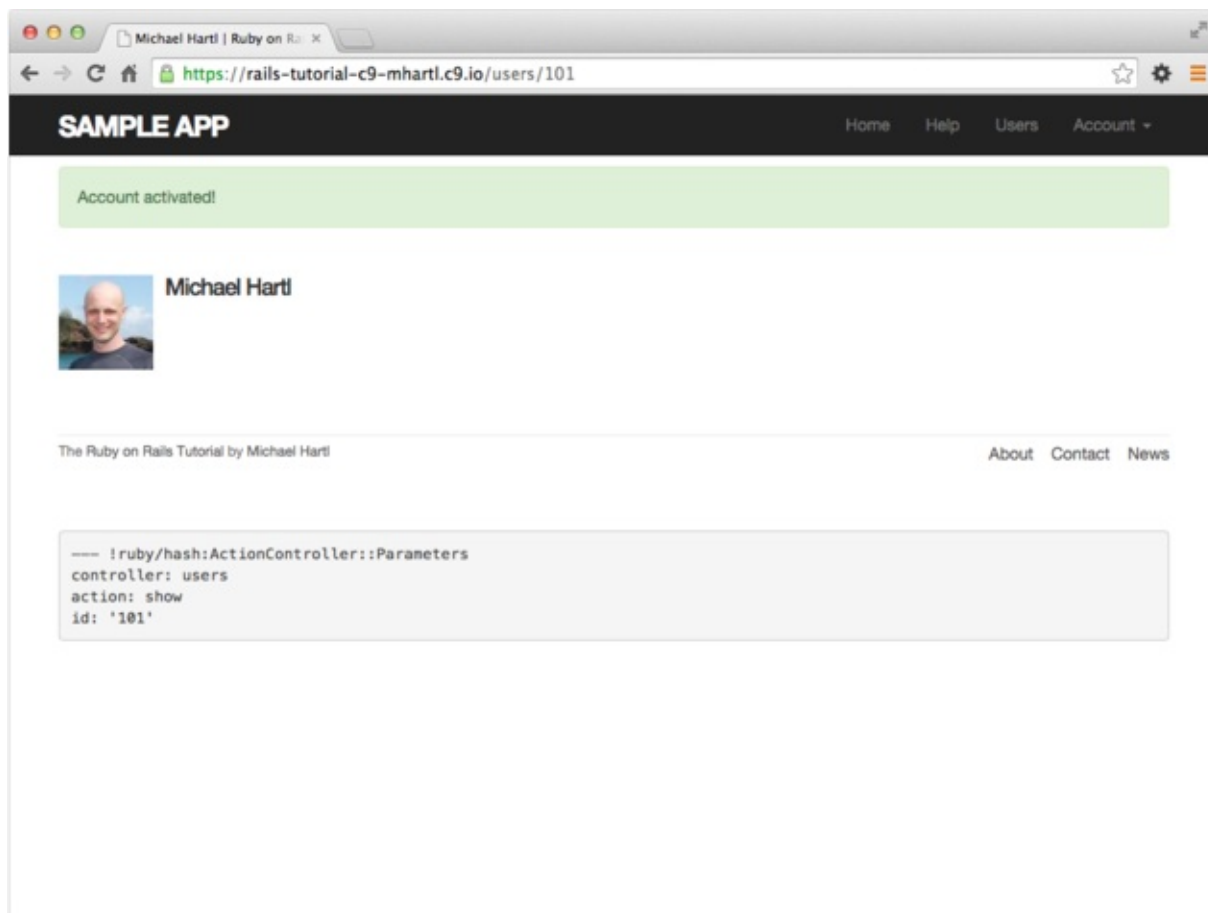 Michael Hartl | Ruby on Ra
https://rails-tutorial-c9-mhartl.c9.io/users/101
SAMPLE APP
Home Help Users Account
Account activated!
Michael Hartl
The Ruby on Rails Tutorial by Michael Hartl
About Contact News
--- !ruby/hash:ActionController::Parameters
controller: users
action: show
id: '101'